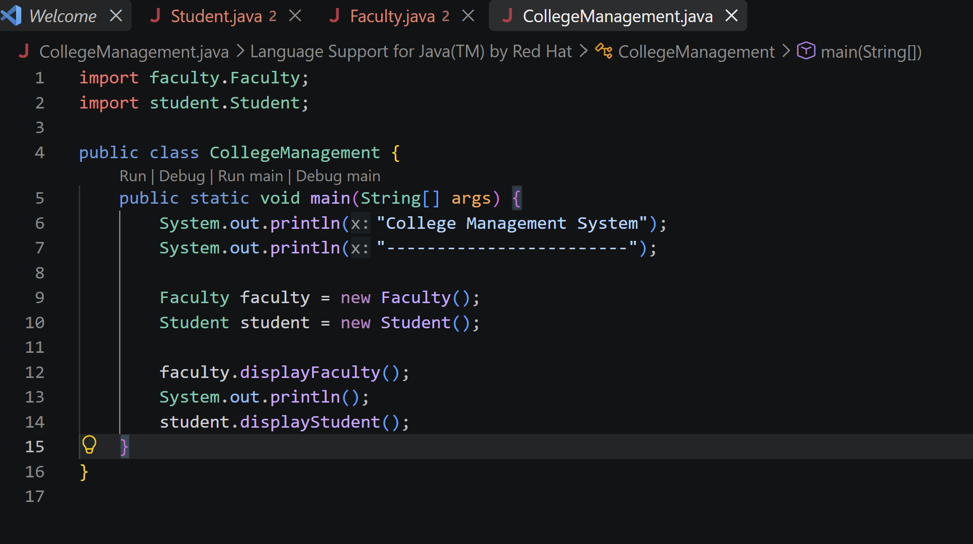 Welcome Student.java 2 Faculty.java 2 CollegeManagement.java
CollegeManagement.java > Language Support for Java(TM) by Red Hat > CollegeManagement > main(String[])
1 import faculty.Faculty;
2 import student.Student;
3
4 public class CollegeManagement {
Run | Debug | Run main | Debug main
5 public static void main(String[] args) {
6 System.out.println(x: "College Management System");
7 System.out.println(x: "------------------------");
8
9 Faculty faculty = new Faculty();
10 Student student = new Student();
11
12 faculty.displayFaculty();
13 System.out.println();
14 student.displayStudent();
15 }
16 }
17